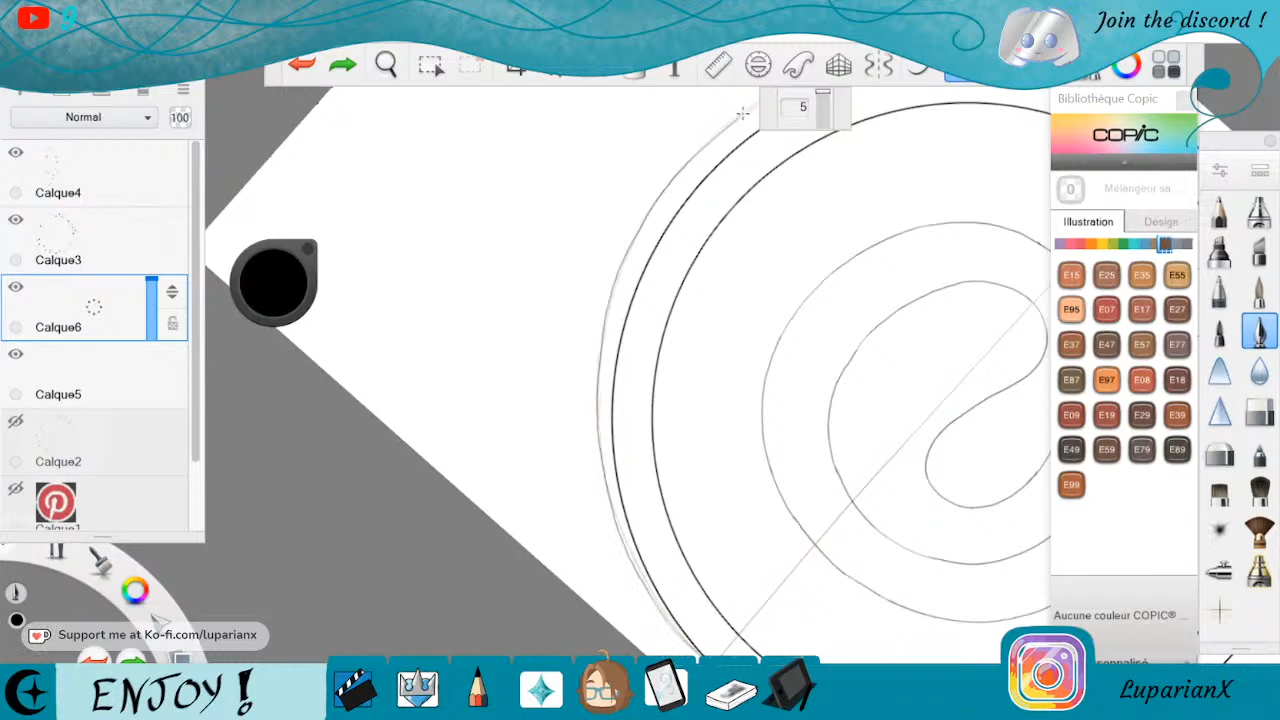 9
Join the discord !
Normal
100
5
Bibliothèque Copic
COPIC
0
Mélangeur sa ...
Illustration
Design
Calque4
Calque3
Calque6
Calque5
Calque2
Calque1
E15 E25 E35 E55
E95 E07 E17 E27
E37 E47 E57 E77
E87 E97 E08 E18
E09 E19 E29 E39
E49 E59 E79 E89
E99
Aucune couleur COPIC® ...
Support me at Ko-fi.com/luparianx
ENJOY !
LuparianX